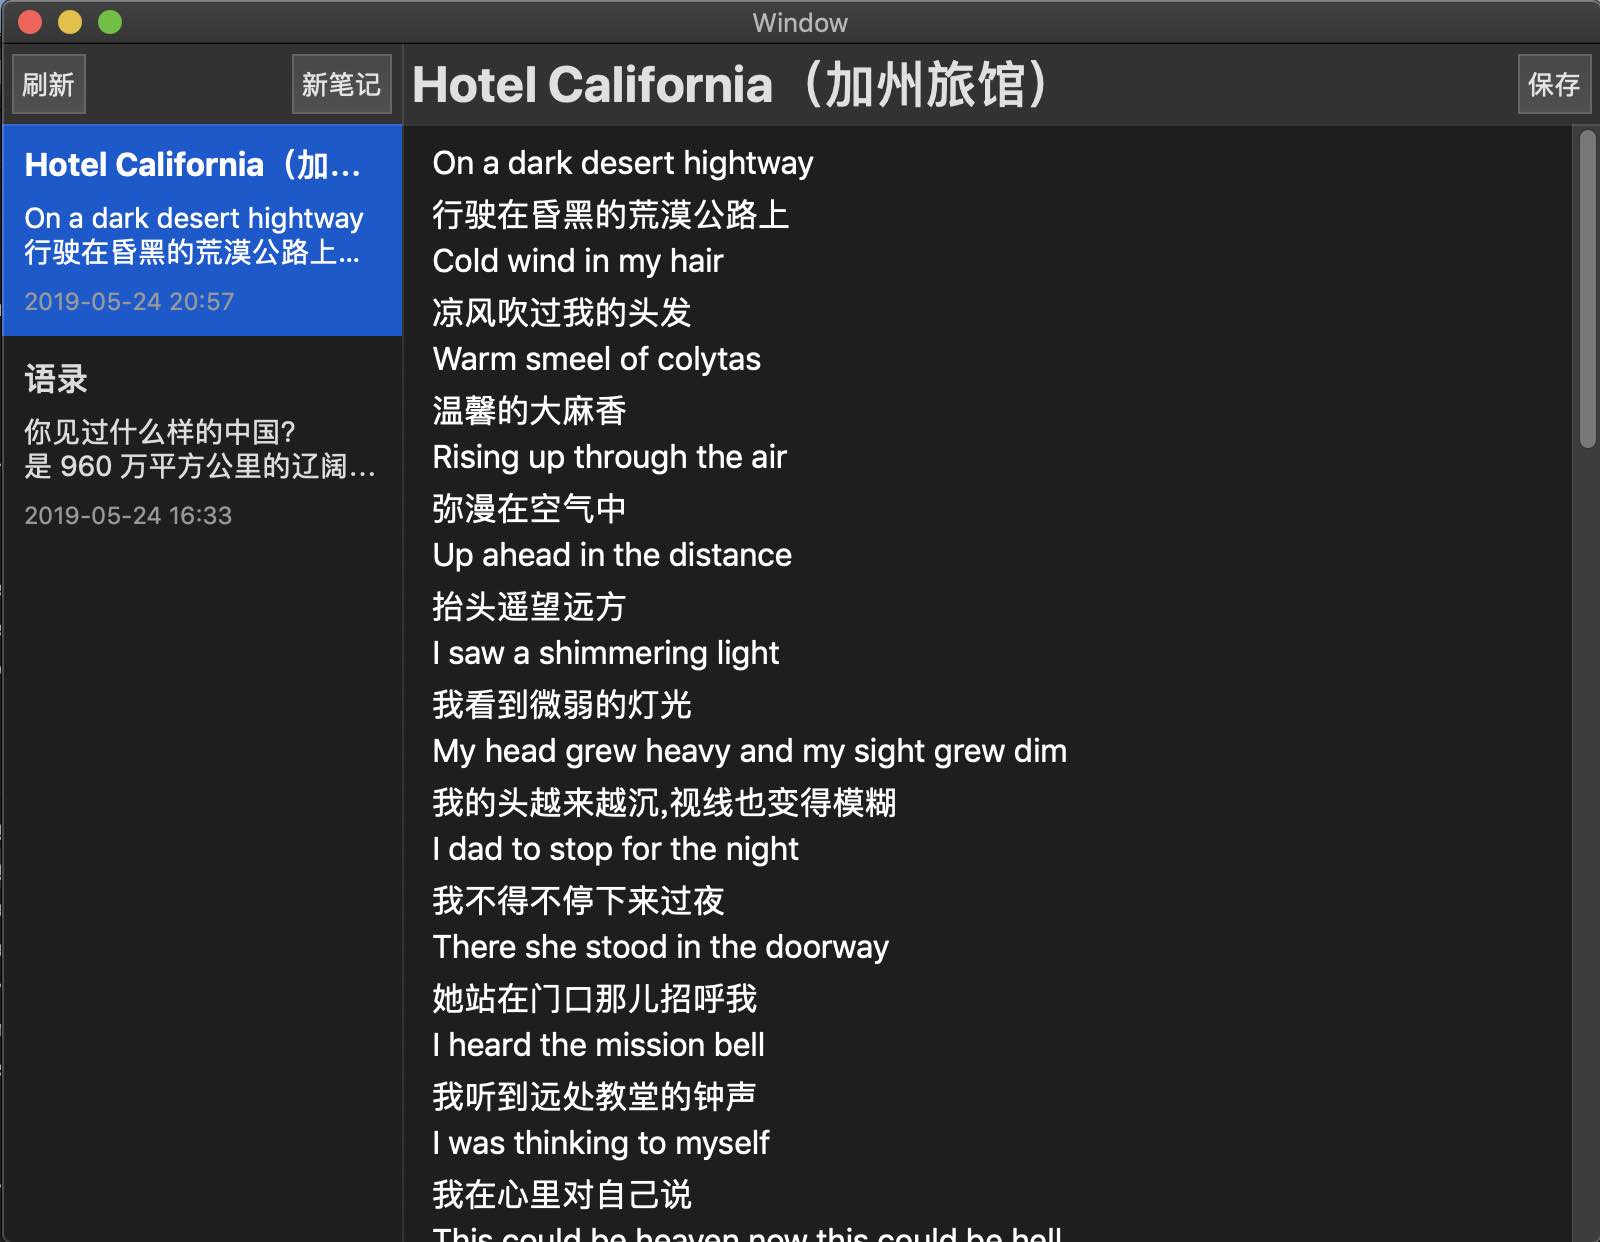 Window
刷新
新笔记
Hotel California（加州旅馆）
保存
Hotel California（加...
On a dark desert hightway
行驶在昏黑的荒漠公路上...
2019-05-24 20:57
语录
你见过什么样的中国?
是 960 万平方公里的辽阔...
2019-05-24 16:33
On a dark desert hightway
行驶在昏黑的荒漠公路上
Cold wind in my hair
凉风吹过我的头发
Warm smeel of colytas
温馨的大麻香
Rising up through the air
弥漫在空气中
Up ahead in the distance
抬头遥望远方
I saw a shimmering light
我看到微弱的灯光
My head grew heavy and my sight grew dim
我的头越来越沉,视线也变得模糊
I dad to stop for the night
我不得不停下来过夜
There she stood in the doorway
她站在门口那儿招呼我
I heard the mission bell
我听到远处教堂的钟声
I was thinking to myself
我在心里对自己说
This could be heaven now this could be hell